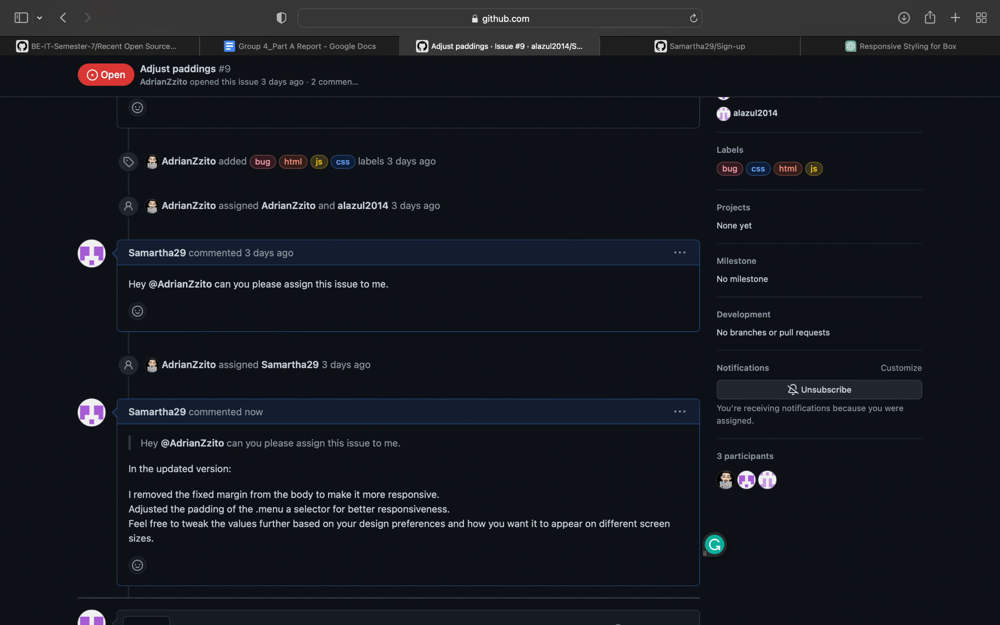 github.com
BE-IT-Semester-7/Recent Open Source...
Group 4_Part A Report - Google Docs
Adjust paddings · Issue #9 · alazul2014/S...
Samartha29/Sign-up
Responsive Styling for Box
Open
Adjust paddings #9
AdrianZzito opened this issue 3 days ago · 2 commen...
alazul2014
AdrianZzito added bug html js css labels 3 days ago
AdrianZzito assigned AdrianZzito and alazul2014 3 days ago
Samartha29 commented 3 days ago
Hey @AdrianZzito can you please assign this issue to me.
AdrianZzito assigned Samartha29 3 days ago
Samartha29 commented now
Hey @AdrianZzito can you please assign this issue to me.
In the updated version:
I removed the fixed margin from the body to make it more responsive.
Adjusted the padding of the .menu a selector for better responsiveness.
Feel free to tweak the values further based on your design preferences and how you want it to appear on different screen
sizes.
Labels
bug css html js
Projects
None yet
Milestone
No milestone
Development
No branches or pull requests
Notifications Customize
Unsubscribe
You're receiving notifications because you were
assigned.
3 participants